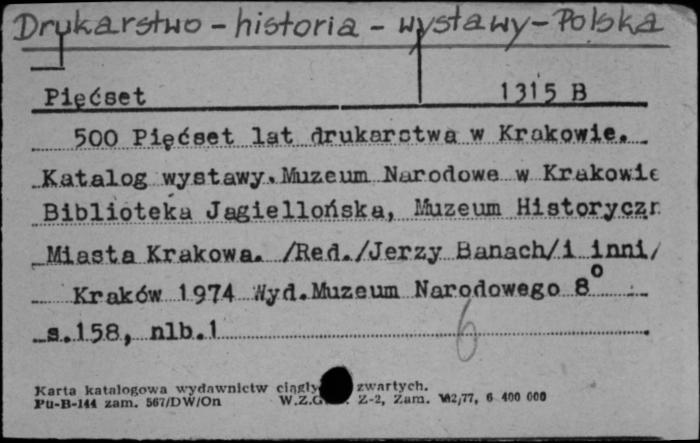 Drukarstwo - historia - wystawy - Polska
Pięćset 1315 B
500 Pięćset lat drukarstwa w Krakowie.
Katalog wystawy. Muzeum Narodowe w Krakowie
Biblioteka Jagiellońska, Muzeum Historyczn
Miasta Krakowa. /Red./Jerzy Banach/i inni/
Kraków 1974 Wyd. Muzeum Narodowego 8°
s.158, nlb.1
6
Karta katalogowa wydawnictw ciągły zwartych.
Pu-B-144 zam. 567/DW/On W.Z.G. Z-2, Zam. 77, 6 400 000